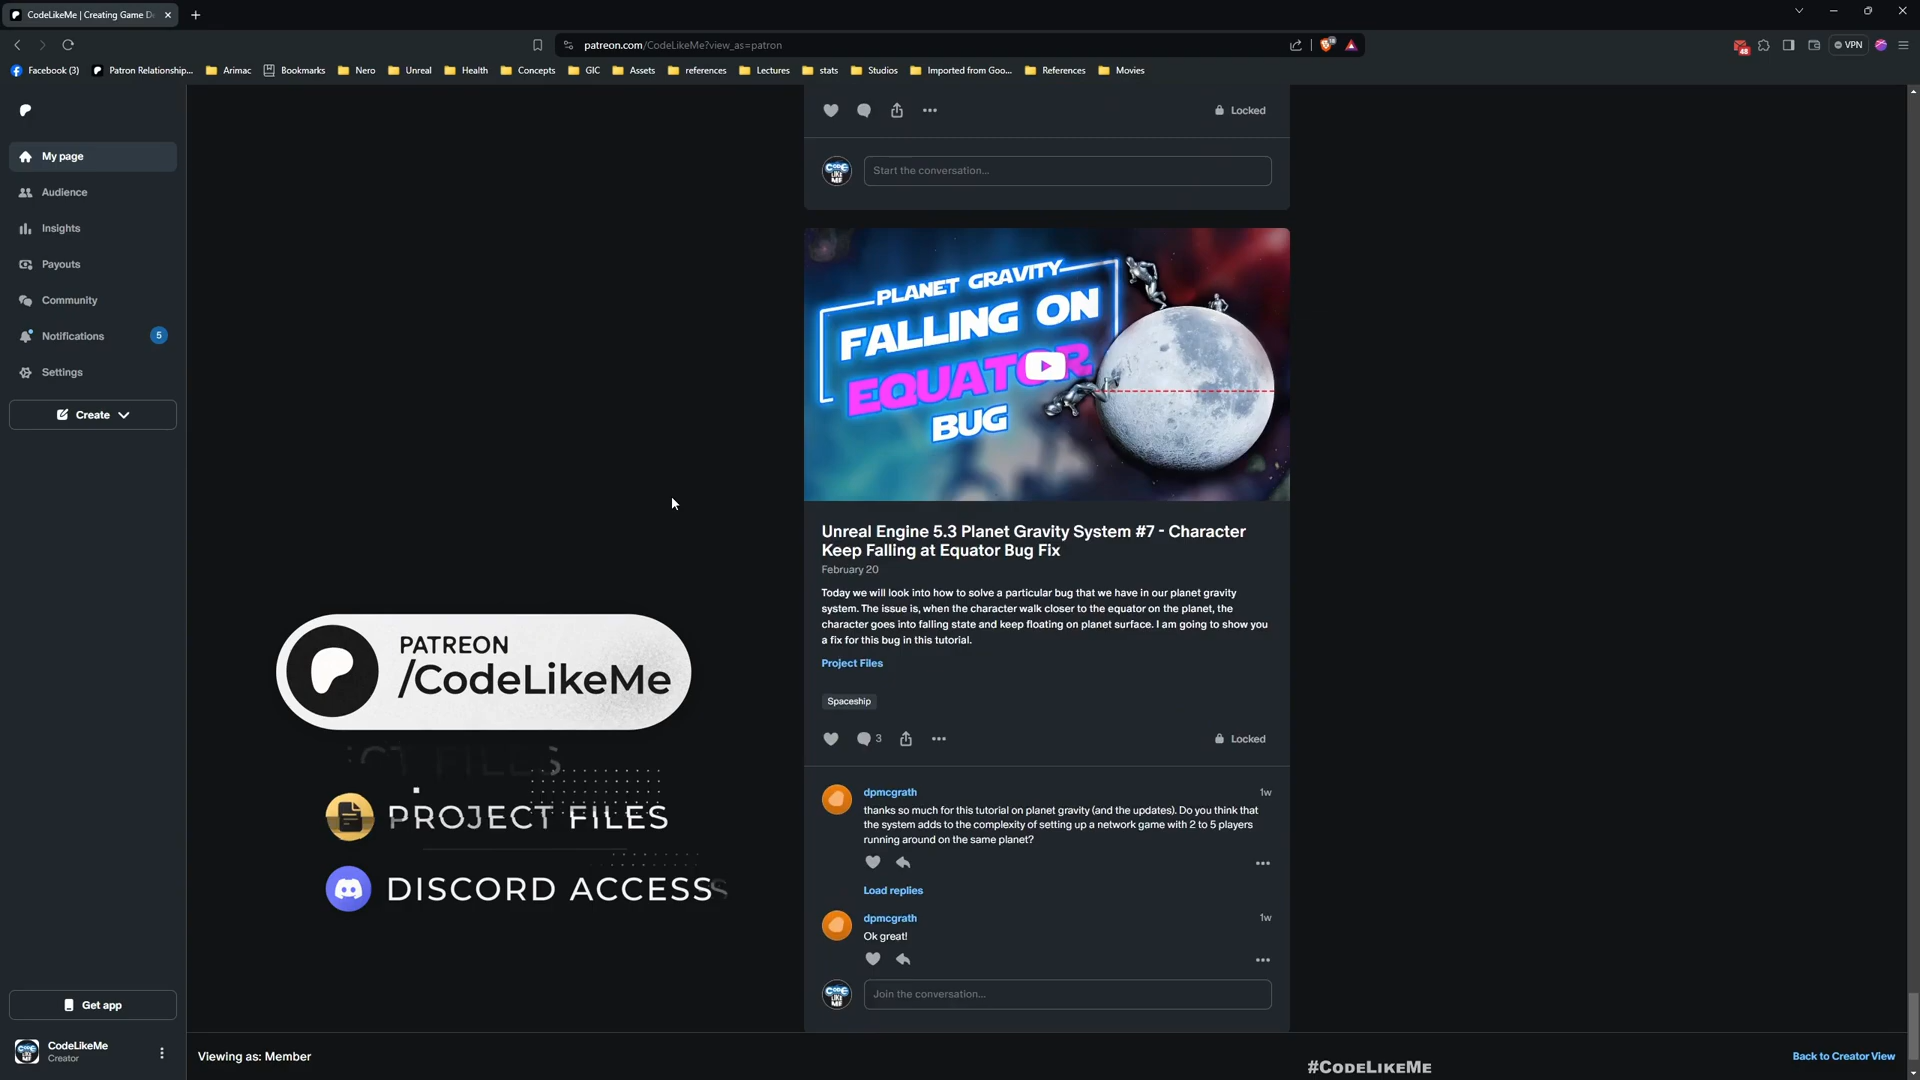 CodeLikeMe | Creating Game D
patreon.com/CodeLikeMe?view_as=patron
48
VPN
Facebook (3)
Patron Relationship...
Arimac
Bookmarks
Nero
Unreal
Health
Concepts
GIC
Assets
references
Lectures
stats
Studios
Imported from Goo...
References
Movies
My page
Audience
Insights
Payouts
Community
Notifications
5
Settings
Create
Locked
CODE LIKE ME
Start the conversation...
PLANET GRAVITY
FALLING ON
EQUATOR
BUG
Unreal Engine 5.3 Planet Gravity System #7 - Character
Keep Falling at Equator Bug Fix
February 20
Today we will look into how to solve a particular bug that we have in our planet gravity
system. The issue is, when the character walk closer to the equator on the planet, the
character goes into falling state and keep floating on planet surface. I am going to show you
a fix for this bug in this tutorial.
Project Files
Spaceship
3
Locked
PATREON
/CodeLikeMe
PROJECT FILES
DISCORD ACCESS
dpmcgrath
1w
thanks so much for this tutorial on planet gravity (and the updates). Do you think that
the system adds to the complexity of setting up a network game with 2 to 5 players
running around on the same planet?
Load replies
dpmcgrath
1w
Ok great!
CODE LIKE ME
Join the conversation...
Get app
CodeLikeMe
Creator
Viewing as: Member
#CodeLikeMe
Back to Creator View